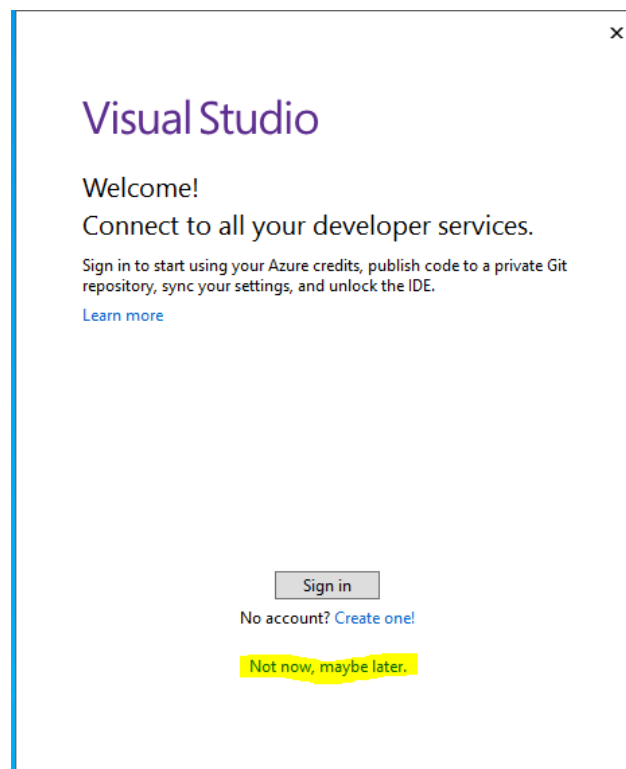 Visual Studio
Welcome!
Connect to all your developer services.
Sign in to start using your Azure credits, publish code to a private Git
repository, sync your settings, and unlock the IDE.
Learn more
Sign in
No account? Create one!
Not now, maybe later.